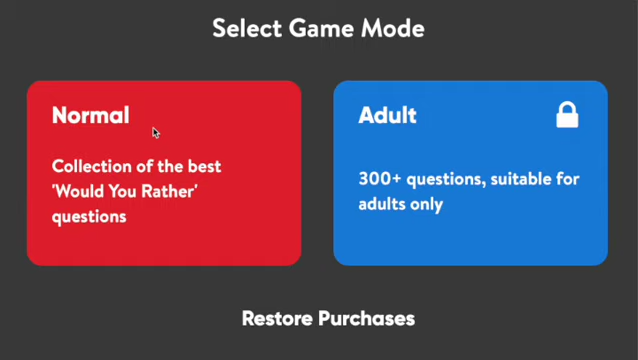 Select Game Mode
Normal
Collection of the best
'Would You Rather'
questions
Adult
300+ questions, suitable for
adults only
Restore Purchases